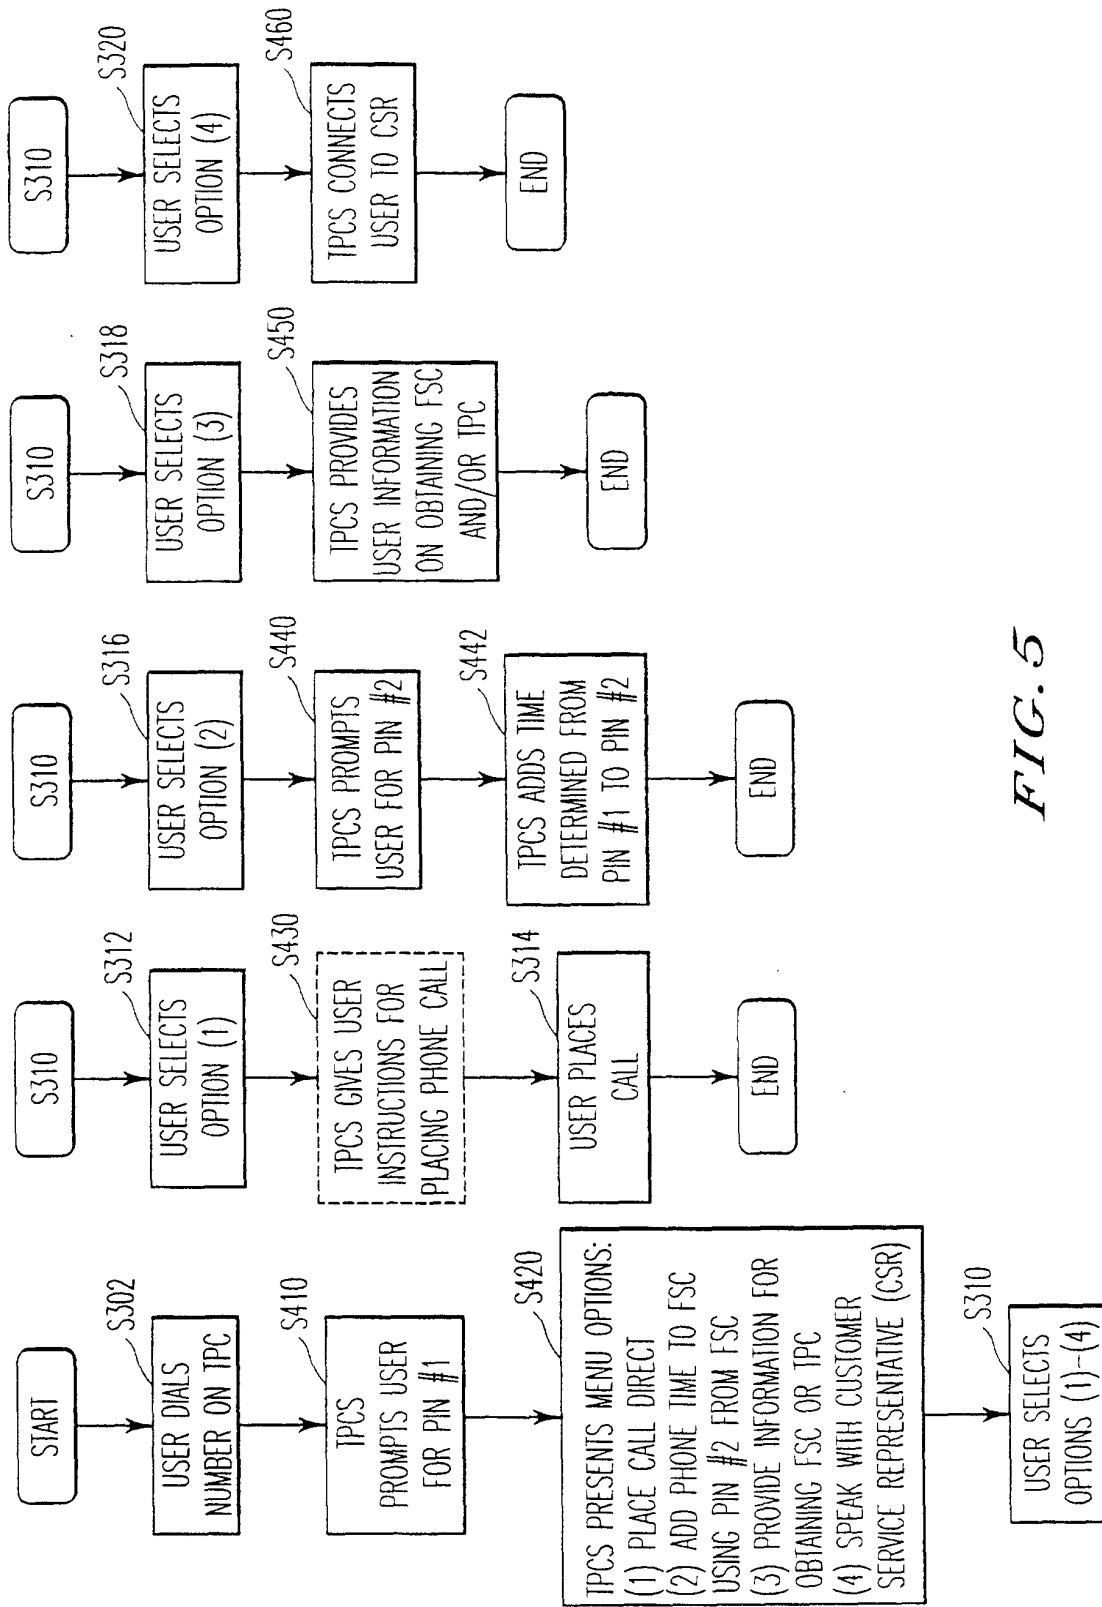 START
S302
USER DIALS
NUMBER ON TPC
S410
TPCS
PROMPTS USER
FOR PIN #1
S420
TPCS PRESENTS MENU OPTIONS:
(1) PLACE CALL DIRECT
(2) ADD PHONE TIME TO FSC
USING PIN #2 FROM FSC
(3) PROVIDE INFORMATION FOR
OBTAINING FSC OR TPC
(4) SPEAK WITH CUSTOMER
SERVICE REPRESENTATIVE (CSR)
S310
USER SELECTS
OPTIONS (1)-(4)
S310
S312
USER SELECTS
OPTION (1)
S430
TPCS GIVES USER
INSTRUCTIONS FOR
PLACING PHONE CALL
S314
USER PLACES
CALL
END
S310
S316
USER SELECTS
OPTION (2)
S440
TPCS PROMPTS
USER FOR PIN #2
S442
TPCS ADDS TIME
DETERMINED FROM
PIN #1 TO PIN #2
END
S310
S318
USER SELECTS
OPTION (3)
S450
TPCS PROVIDES
USER INFORMATION
ON OBTAINING FSC
AND/OR TPC
END
S310
S320
USER SELECTS
OPTION (4)
S460
TPCS CONNECTS
USER TO CSR
END
FIG. 5